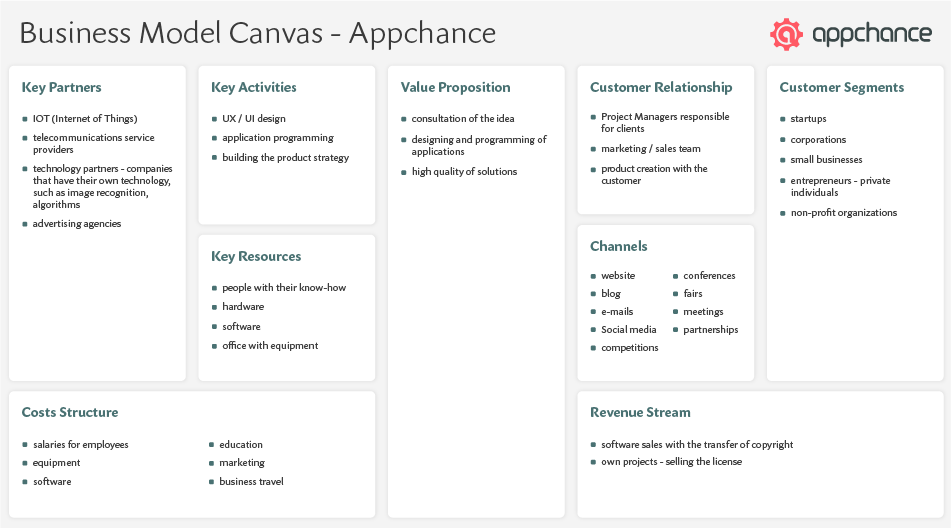 Business Model Canvas - Appchance
appchance
Key Partners
IOT (Internet of Things)
telecommunications service
providers
technology partners - companies
that have their own technology,
such as image recognition,
algorithms
advertising agencies
Key Activities
UX / UI design
application programming
building the product strategy
Key Resources
people with their know-how
hardware
software
office with equipment
Value Proposition
consultation of the idea
designing and programming of
applications
high quality of solutions
Customer Relationship
Project Managers responsible
for clients
marketing / sales team
product creation with the
customer
Channels
website
blog
e-mails
Social media
competitions
conferences
fairs
meetings
partnerships
Customer Segments
startups
corporations
small businesses
entrepreneurs - private
individuals
non-profit organizations
Costs Structure
salaries for employees
equipment
software
education
marketing
business travel
Revenue Stream
software sales with the transfer of copyright
own projects - selling the license